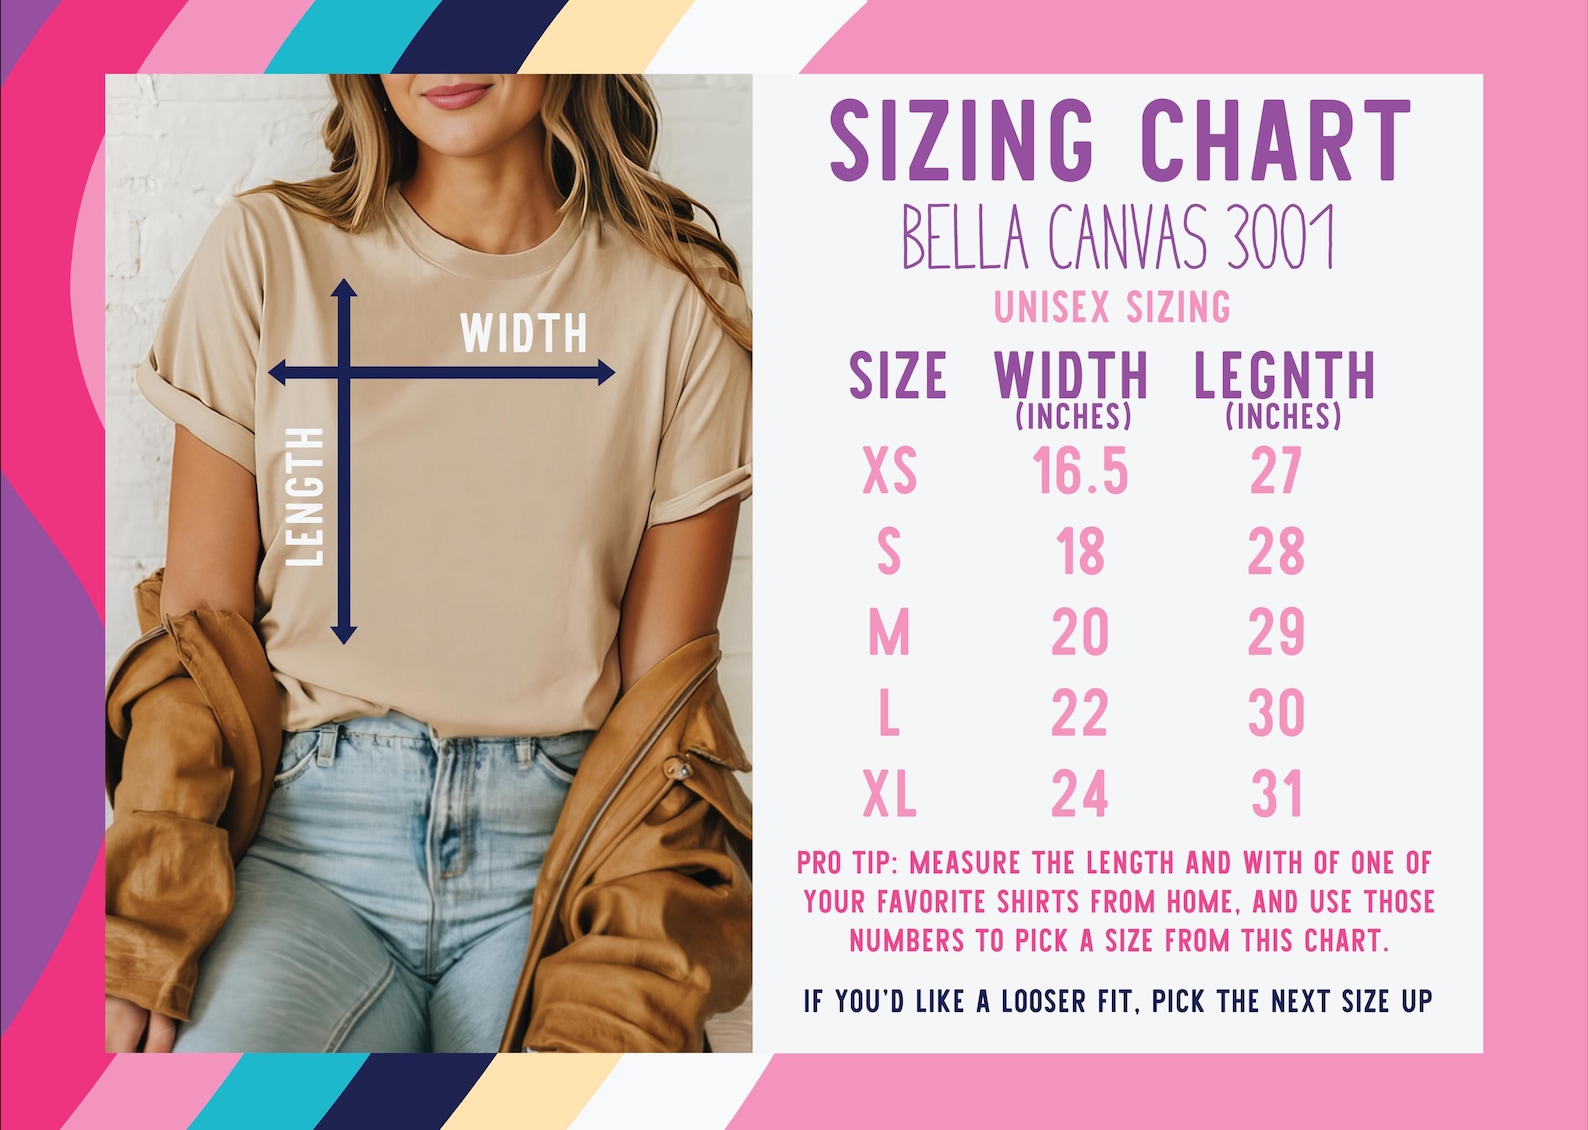 SIZING CHART
BELLA CANVAS 3001
UNISEX SIZING
SIZE WIDTH LEGNTH
(INCHES) (INCHES)
XS 16.5 27
S 18 28
M 20 29
L 22 30
XL 24 31
PRO TIP: MEASURE THE LENGTH AND WITH OF ONE OF
YOUR FAVORITE SHIRTS FROM HOME, AND USE THOSE
NUMBERS TO PICK A SIZE FROM THIS CHART.
IF YOU'D LIKE A LOOSER FIT, PICK THE NEXT SIZE UP
WIDTH
LENGTH